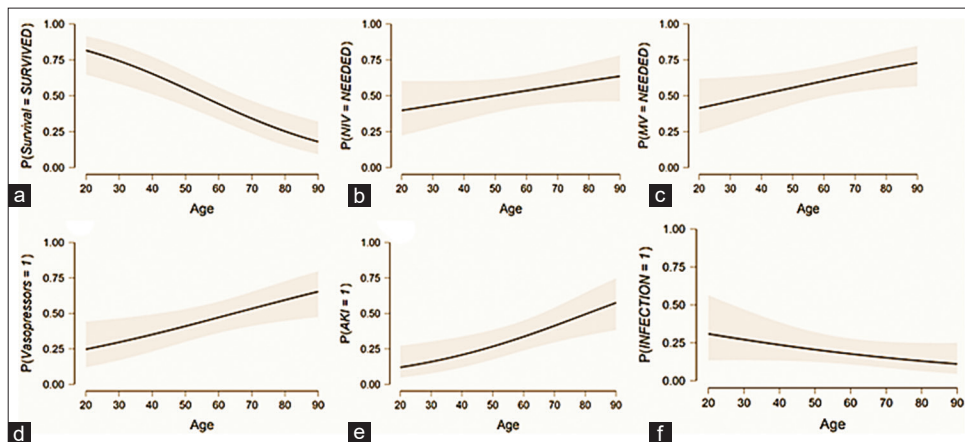 1.00
0.75
0.50
0.25
0.00
P(Survival = SURVIVED)
20 30 40 50 60 70 80 90
Age
a
1.00
0.75
0.50
0.25
0.00
P(NIV = NEEDED)
20 30 40 50 60 70 80 90
Age
b
1.00
0.75
0.50
0.25
0.00
P(MV = NEEDED)
20 30 40 50 60 70 80 90
Age
c
1.00
0.75
0.50
0.25
0.00
P(Vasopressors = 1)
20 30 40 50 60 70 80 90
Age
d
1.00
0.75
0.50
0.25
0.00
P(AKI = 1)
20 30 40 50 60 70 80 90
Age
e
1.00
0.75
0.50
0.25
0.00
P(INFECTION = 1)
20 30 40 50 60 70 80 90
Age
f